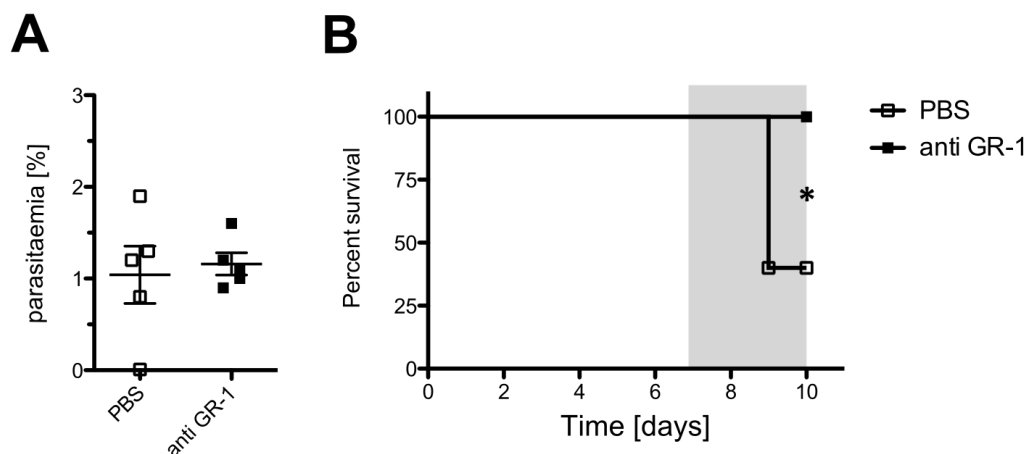 A
parasitaemia [%]
3
2
1
0
PBS
anti GR-1
B
Percent survival
100
75
50
25
0
*
0 2 4 6 8 10
Time [days]
PBS
anti GR-1